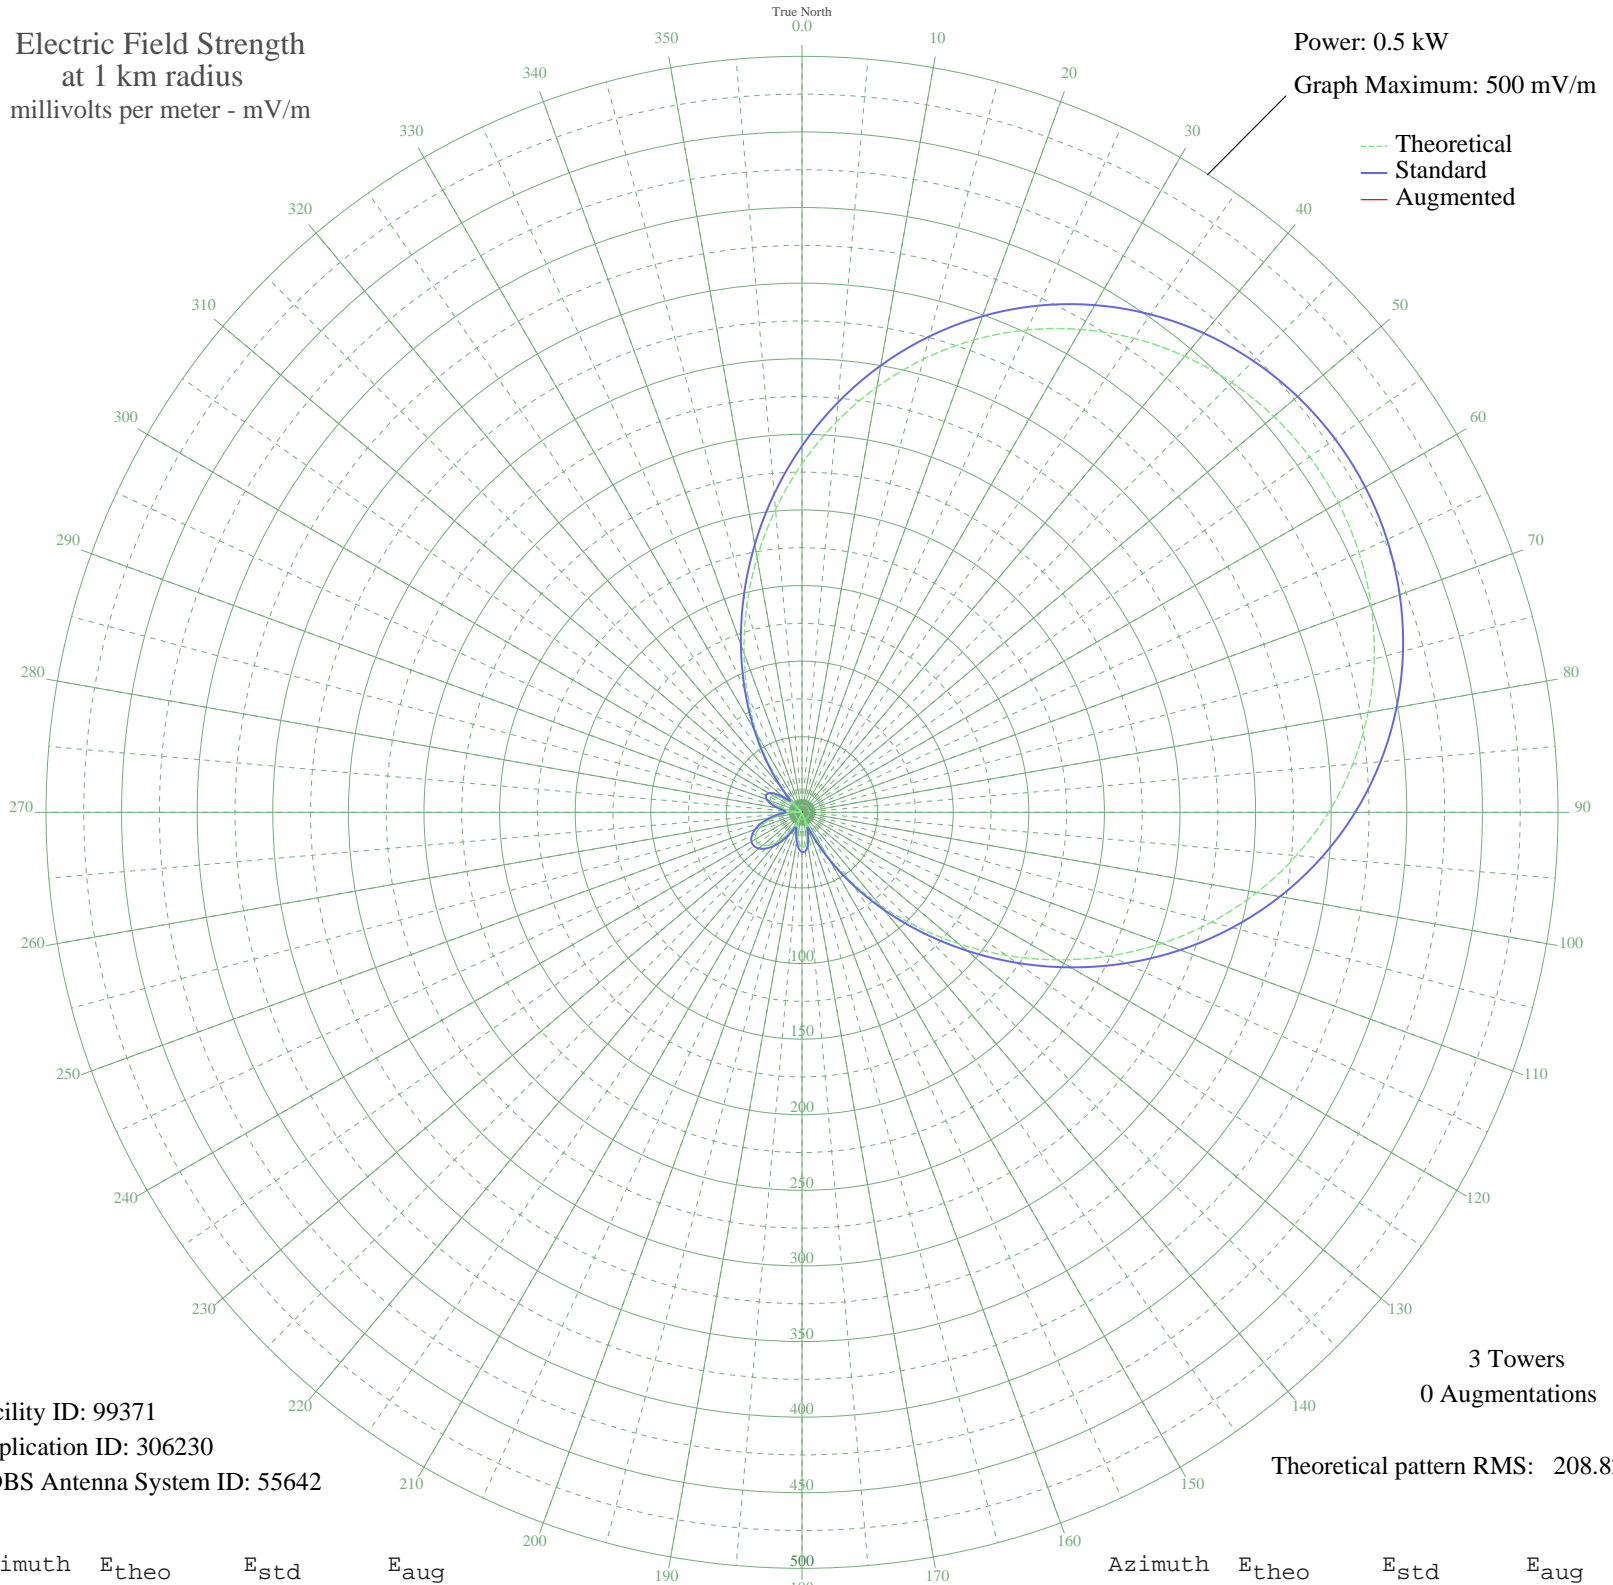 True North
0.0
Electric Field Strength
at 1 km radius
millivolts per meter - mV/m
Power: 0.5 kW
Graph Maximum: 500 mV/m
Theoretical
Standard
Augmented
10
20
30
40
50
60
70
80
90
100
110
120
130
140
150
160
170
190
200
210
220
230
240
250
260
270
280
290
300
310
320
330
340
350
100
150
200
250
300
350
400
450
500
3 Towers
0 Augmentations
Theoretical pattern RMS: 208.8
cility ID: 99371
plication ID: 306230
DBS Antenna System ID: 55642
imuth Etheo Estd Eaug
Azimuth Etheo Estd Eaug